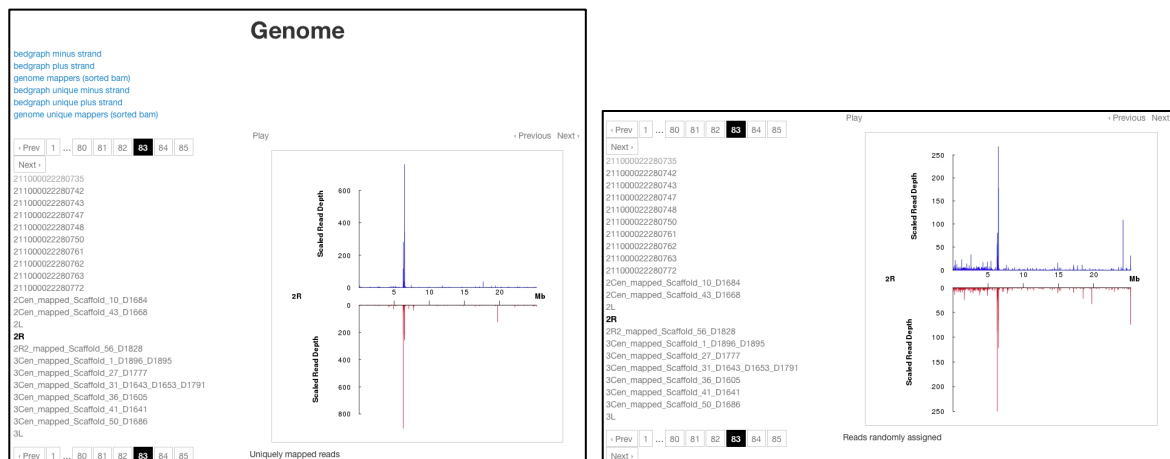 Genome
bedgraph minus strand
bedgraph plus strand
genome mappers (sorted bam)
bedgraph unique minus strand
bedgraph unique plus strand
genome unique mappers (sorted bam)
‹ Prev 1 ... 80 81 82 83 84 85
Next ›
211000022280735
211000022280742
211000022280743
211000022280747
211000022280748
211000022280750
211000022280761
211000022280762
211000022280763
211000022280772
2Cen_mapped_Scaffold_10_D1684
2Cen_mapped_Scaffold_43_D1668
2L
2R
2R2_mapped_Scaffold_56_D1828
3Cen_mapped_Scaffold_1_D1896_D1895
3Cen_mapped_Scaffold_27_D1777
3Cen_mapped_Scaffold_31_D1643_D1653_D1791
3Cen_mapped_Scaffold_36_D1605
3Cen_mapped_Scaffold_41_D1641
3Cen_mapped_Scaffold_50_D1686
3L
‹ Prev 1 ... 80 81 82 83 84 85
Play
‹ Previous Next ›
Scaled Read Depth
600
400
200
0
2R
5 10 15 20 Mb
0
200
400
600
800
Scaled Read Depth
Uniquely mapped reads
‹ Prev 1 ... 80 81 82 83 84 85
Next ›
211000022280735
211000022280742
211000022280743
211000022280747
211000022280748
211000022280750
211000022280761
211000022280762
211000022280763
211000022280772
2Cen_mapped_Scaffold_10_D1684
2Cen_mapped_Scaffold_43_D1668
2L
2R
2R2_mapped_Scaffold_56_D1828
3Cen_mapped_Scaffold_1_D1896_D1895
3Cen_mapped_Scaffold_27_D1777
3Cen_mapped_Scaffold_31_D1643_D1653_D1791
3Cen_mapped_Scaffold_36_D1605
3Cen_mapped_Scaffold_41_D1641
3Cen_mapped_Scaffold_50_D1686
3L
‹ Prev 1 ... 80 81 82 83 84 85
Next ›
Play
‹ Previous Next ›
Scaled Read Depth
250
200
150
100
50
0
2R
5 10 15 20 Mb
0
50
100
150
200
250
Scaled Read Depth
Reads randomly assigned